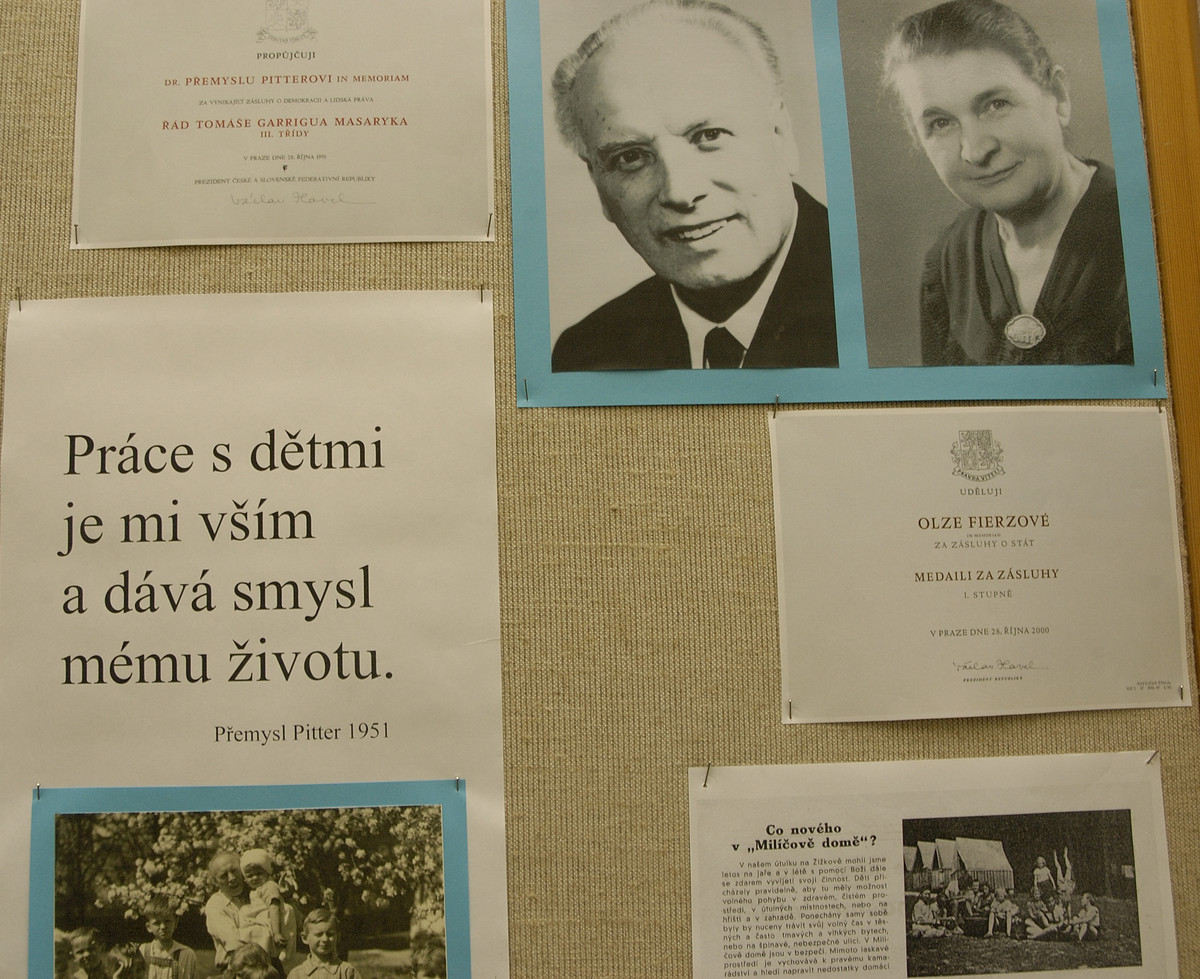 PROPŮJČUJI
DR. PŘEMYSLU PITTEROVI IN MEMORIAM
ZA VYNIKAJÍCÍ ZÁSLUHY O DEMOKRACII A LIDSKÁ PRÁVA
ŘÁD TOMÁŠE GARRIGUA MASARYKA
III. TŘÍDY
V PRAZE DNE 28. ŘÍJNA 1991
PREZIDENT ČESKÉ A SLOVENSKÉ FEDERATIVNÍ REPUBLIKY
Václav Havel
Práce s dětmi
je mi vším
a dává smysl
mému životu.
Přemysl Pitter 1951
PRAVDA VÍTĚZÍ
UDĚLUJI
OLZE FIERZOVÉ
IN MEMORIAM
ZA ZÁSLUHY O STÁT
MEDAILI ZA ZÁSLUHY
I. STUPNĚ
V PRAZE DNE 28. ŘÍJNA 2000
Václav Havel
PREZIDENT REPUBLIKY
Co nového
v „Milíčově domě“?
V našem útulku na Žižkově mohli jsme
letos na jaře a v létě s pomocí Boží dále
se zdarem vyvíjeti svoji činnost. Děti při-
cházely pravidelně, aby tu měly možnost
volného pohybu v zdravém, čistém pro-
středí, v útulných místnostech, nebo na
hřišti a v zahradě. Ponechány samy sobě
byly by nuceny tráviti svůj volný čas v těs-
ných a často tmavých a vlhkých bytech,
nebo na špinavé, nebezpečné ulici. V Milí-
čově domě jsou v bezpečí. Mimoto laskavé
prostředí je vychovává k pravému kama-
rádství a hledí napravit nedostatky domácí